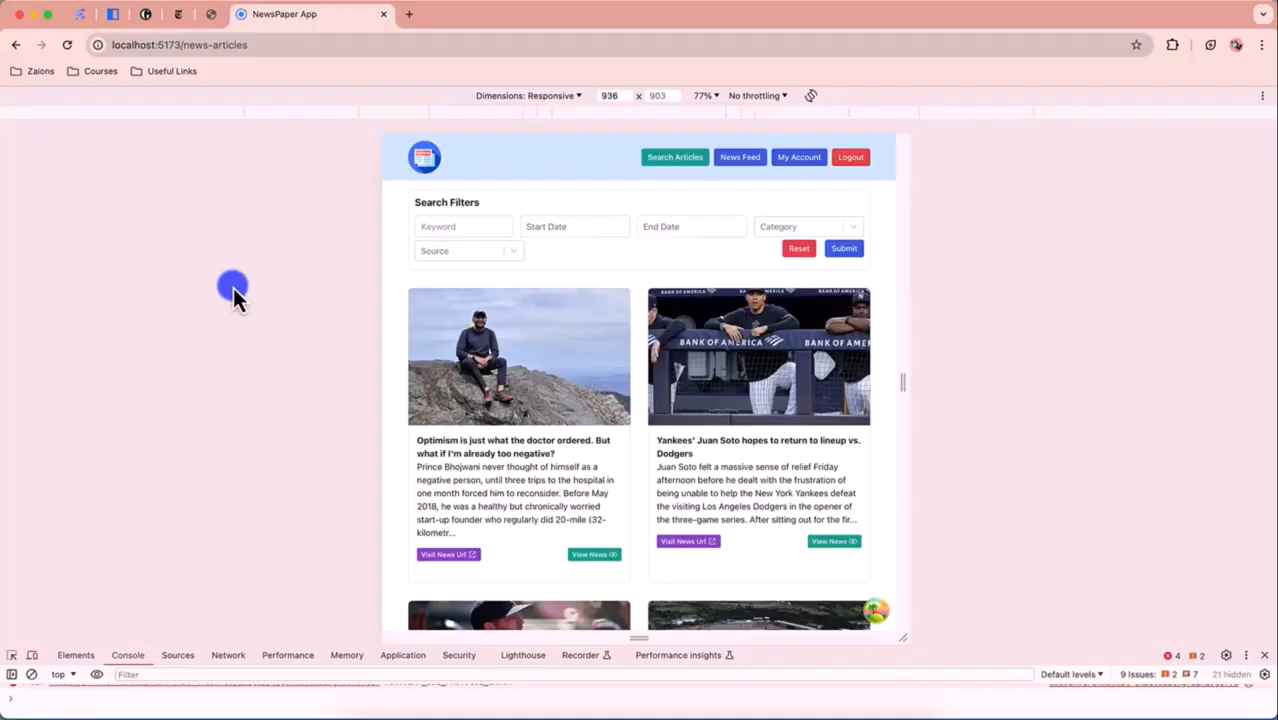 NewsPaper App
localhost:5173/news-articles
Zaions
Courses
Useful Links
Dimensions: Responsive
936 × 903
77%
No throttling
Search Articles
News Feed
My Account
Logout
Search Filters
Keyword
Start Date
End Date
Category
Source
Reset
Submit
BANK OF AMERICA
BANK OF AMERICA
BANK OF AMERICA
BANK OF AMER
Optimism is just what the doctor ordered. But
what if I'm already too negative?
Prince Bhojwani never thought of himself as a
negative person, until three trips to the hospital in
one month forced him to reconsider. Before May
2018, he was a healthy but chronically worried
start-up founder who regularly did 20-mile (32-
kilometr...
Visit News Url
View News
Yankees' Juan Soto hopes to return to lineup vs.
Dodgers
Juan Soto felt a massive sense of relief Friday
afternoon before he dealt with the frustration of
being unable to help the New York Yankees defeat
the visiting Los Angeles Dodgers in the opener of
the three-game series. After sitting out for the fir...
Visit News Url
View News
Elements
Console
Sources
Network
Performance
Memory
Application
Security
Lighthouse
Recorder
Performance insights
4
2
top
Filter
Default levels
9 Issues:
2
7
21 hidden